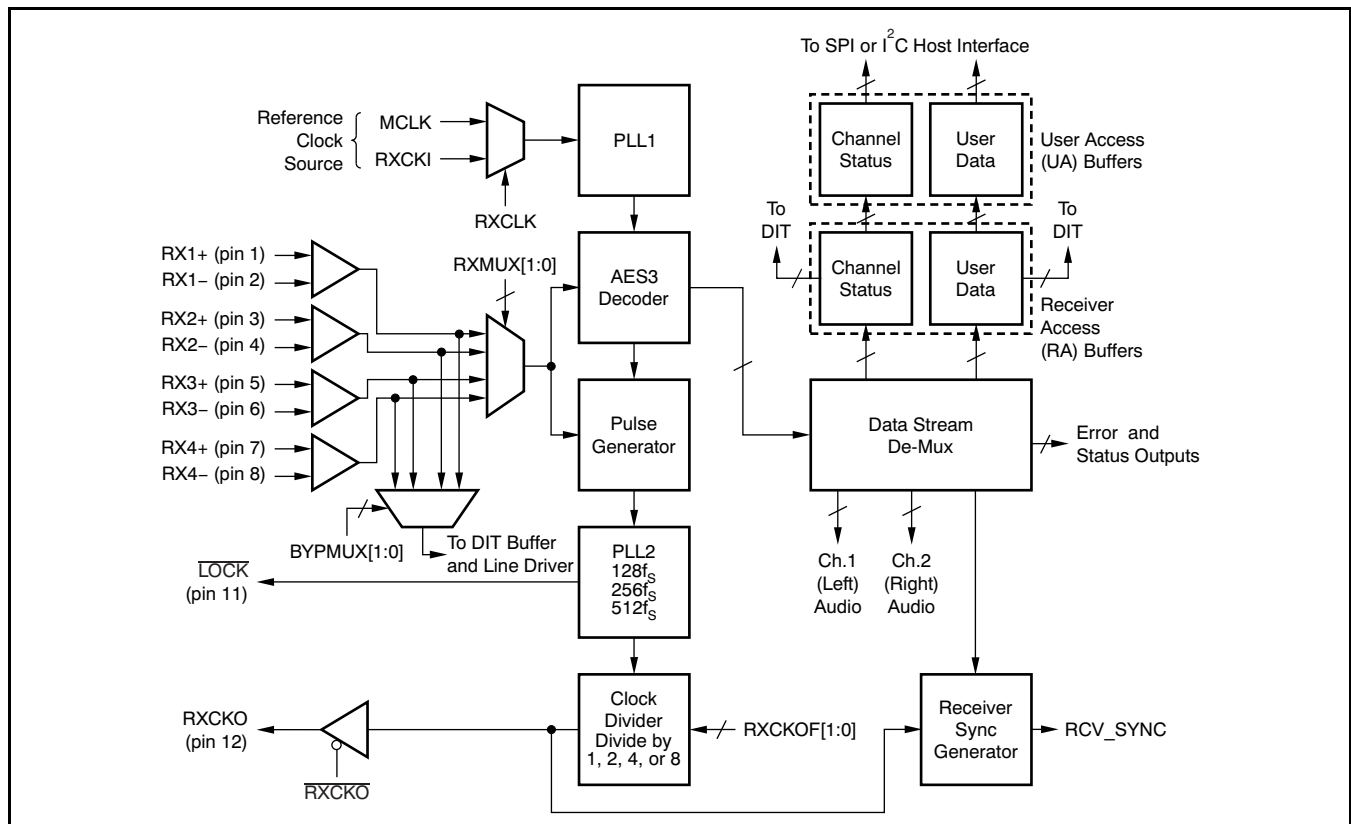 To SPI or I2C Host Interface
Reference
Clock
Source
MCLK
RXCKI
RXCLK
PLL1
Channel
Status
User
Data
User Access
(UA) Buffers
To
DIT
Channel
Status
User
Data
To
DIT
Receiver
Access
(RA) Buffers
RX1+ (pin 1)
RX1− (pin 2)
RX2+ (pin 3)
RX2− (pin 4)
RX3+ (pin 5)
RX3− (pin 6)
RX4+ (pin 7)
RX4− (pin 8)
RXMUX[1:0]
AES3
Decoder
Pulse
Generator
Data Stream
De-Mux
Error and
Status Outputs
BYPMUX[1:0]
To DIT Buffer
and Line Driver
Ch.1
(Left)
Audio
Ch.2
(Right)
Audio
LOCK
(pin 11)
PLL2
128fS
256fS
512fS
RXCKO
(pin 12)
RXCKO
Clock
Divider
Divide by
1, 2, 4, or 8
RXCKOF[1:0]
Receiver
Sync
Generator
RCV_SYNC